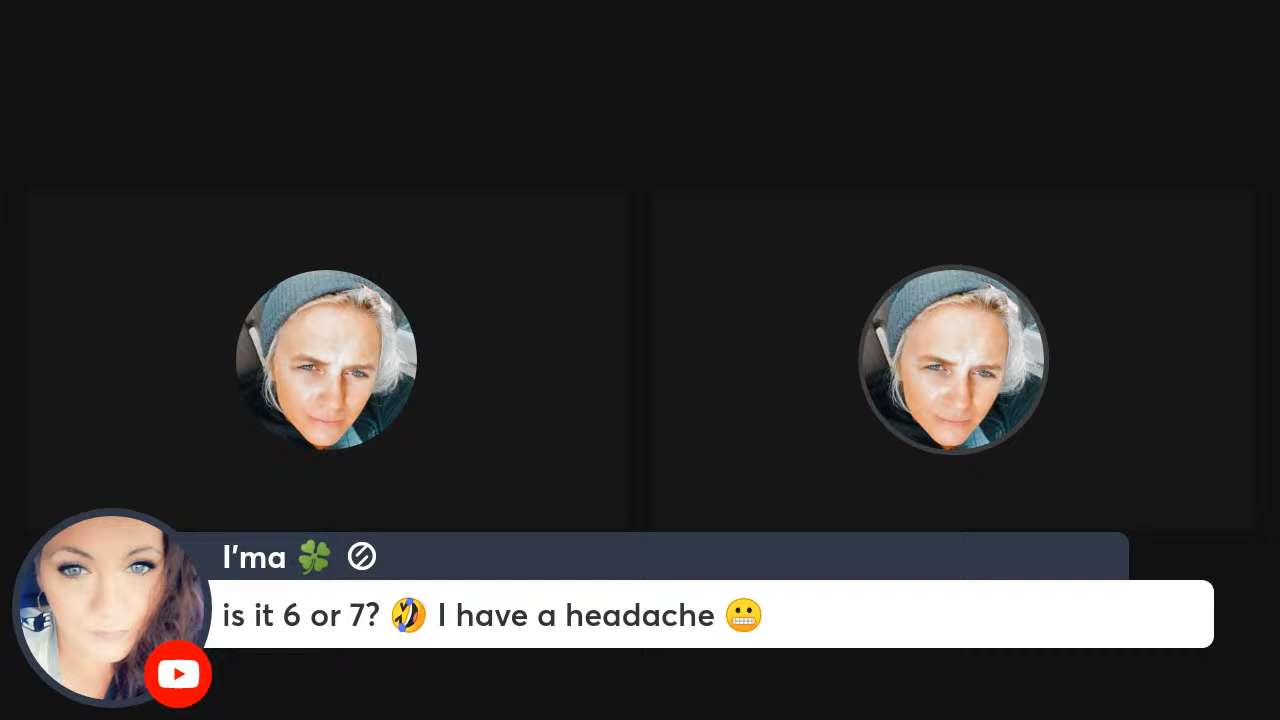 I'ma 🍀
is it 6 or 7? 🤣 I have a headache 😬